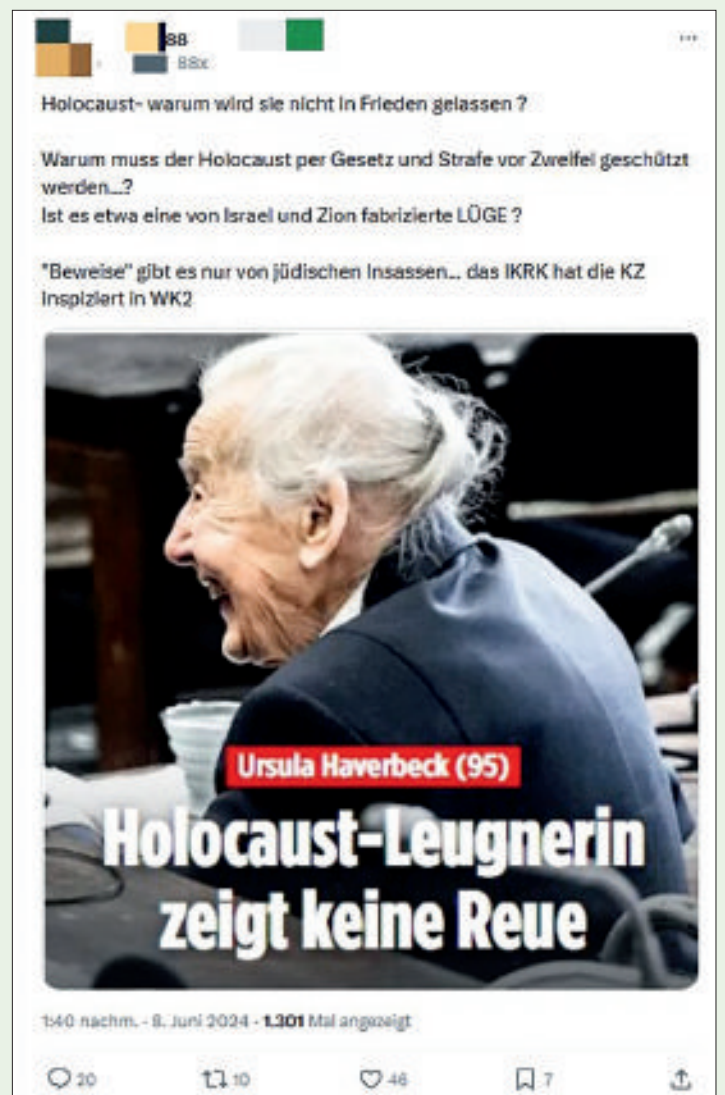 88
88x
Holocaust- warum wird sie nicht in Frieden gelassen ?
Warum muss der Holocaust per Gesetz und Strafe vor Zweifel geschützt
werden...?
Ist es etwa eine von Israel und Zion fabrizierte LÜGE ?
"Beweise" gibt es nur von jüdischen Insassen... das IKRK hat die KZ
inspiziert in WK2
Ursula Haverbeck (95)
Holocaust-Leugnerin
zeigt keine Reue
1:40 nachm. · 8. Juni 2024 · 1.301 Mal angezeigt
20 10 46 7